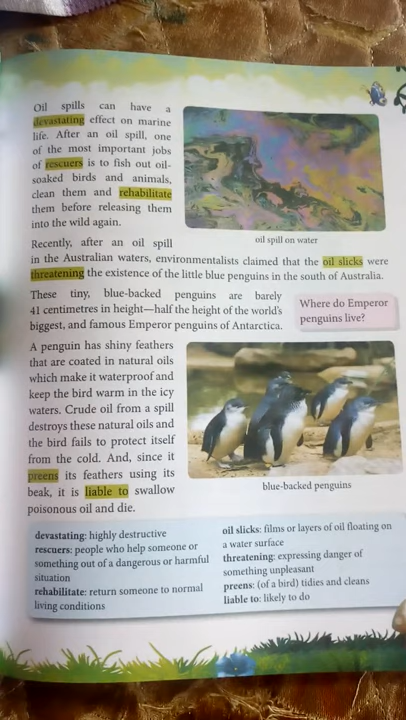 Oil spills can have a
devastating effect on marine
life. After an oil spill, one
of the most important jobs
of rescuers is to fish out oil-
soaked birds and animals,
clean them and rehabilitate
them before releasing them
into the wild again.
oil spill on water
Recently, after an oil spill
in the Australian waters, environmentalists claimed that the oil slicks were
threatening the existence of the little blue penguins in the south of Australia.
These tiny, blue-backed penguins are barely
41 centimetres in height—half the height of the world's
biggest, and famous Emperor penguins of Antarctica.
Where do Emperor
penguins live?
A penguin has shiny feathers
that are coated in natural oils
which make it waterproof and
keep the bird warm in the icy
waters. Crude oil from a spill
destroys these natural oils and
the bird fails to protect itself
from the cold. And, since it
preens its feathers using its
beak, it is liable to swallow
poisonous oil and die.
blue-backed penguins
devastating: highly destructive
rescuers: people who help someone or
something out of a dangerous or harmful
situation
rehabilitate: return someone to normal
living conditions
oil slicks: films or layers of oil floating on
a water surface
threatening: expressing danger of
something unpleasant
preens: (of a bird) tidies and cleans
liable to: likely to do